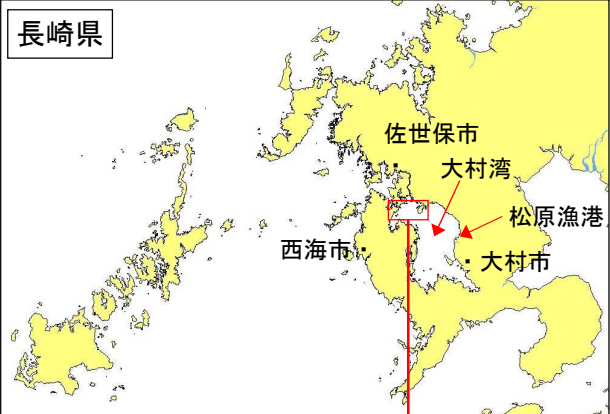 長崎県
佐世保市
大村湾
松原漁港
西海市
大村市